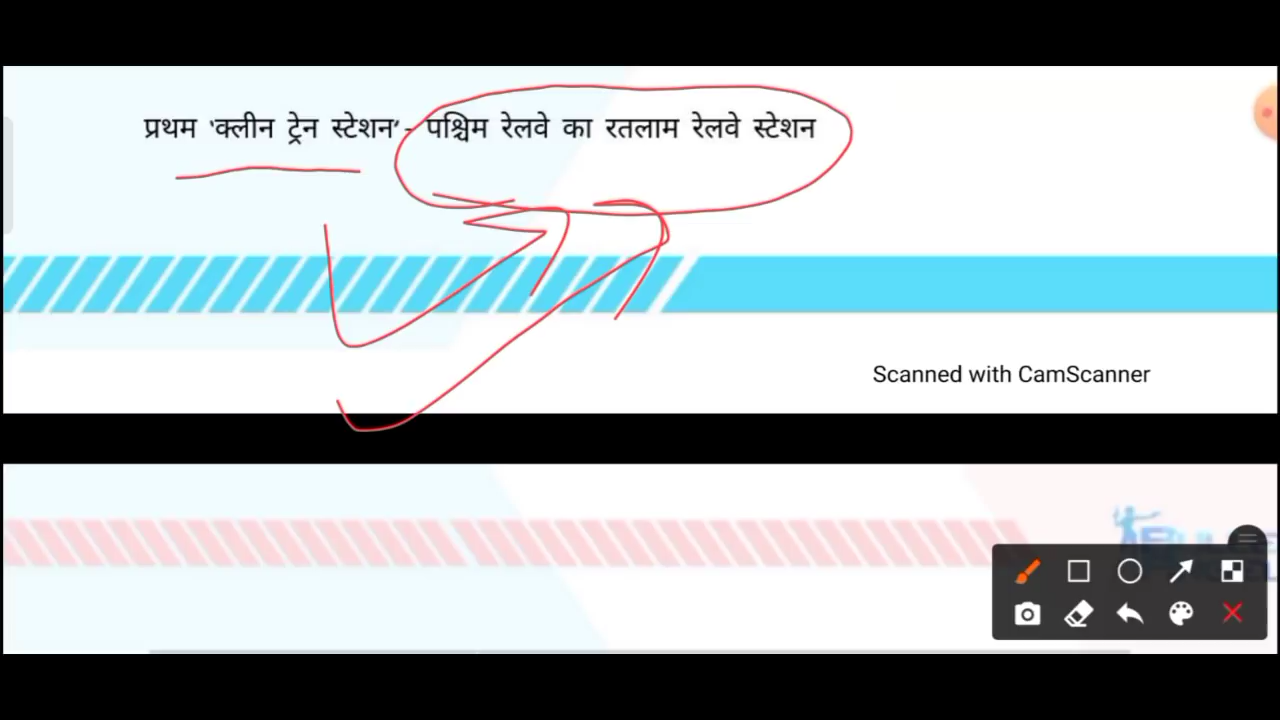 प्रथम 'क्लीन ट्रेन स्टेशन'- पश्चिम रेलवे का रतलाम रेलवे स्टेशन
Scanned with CamScanner